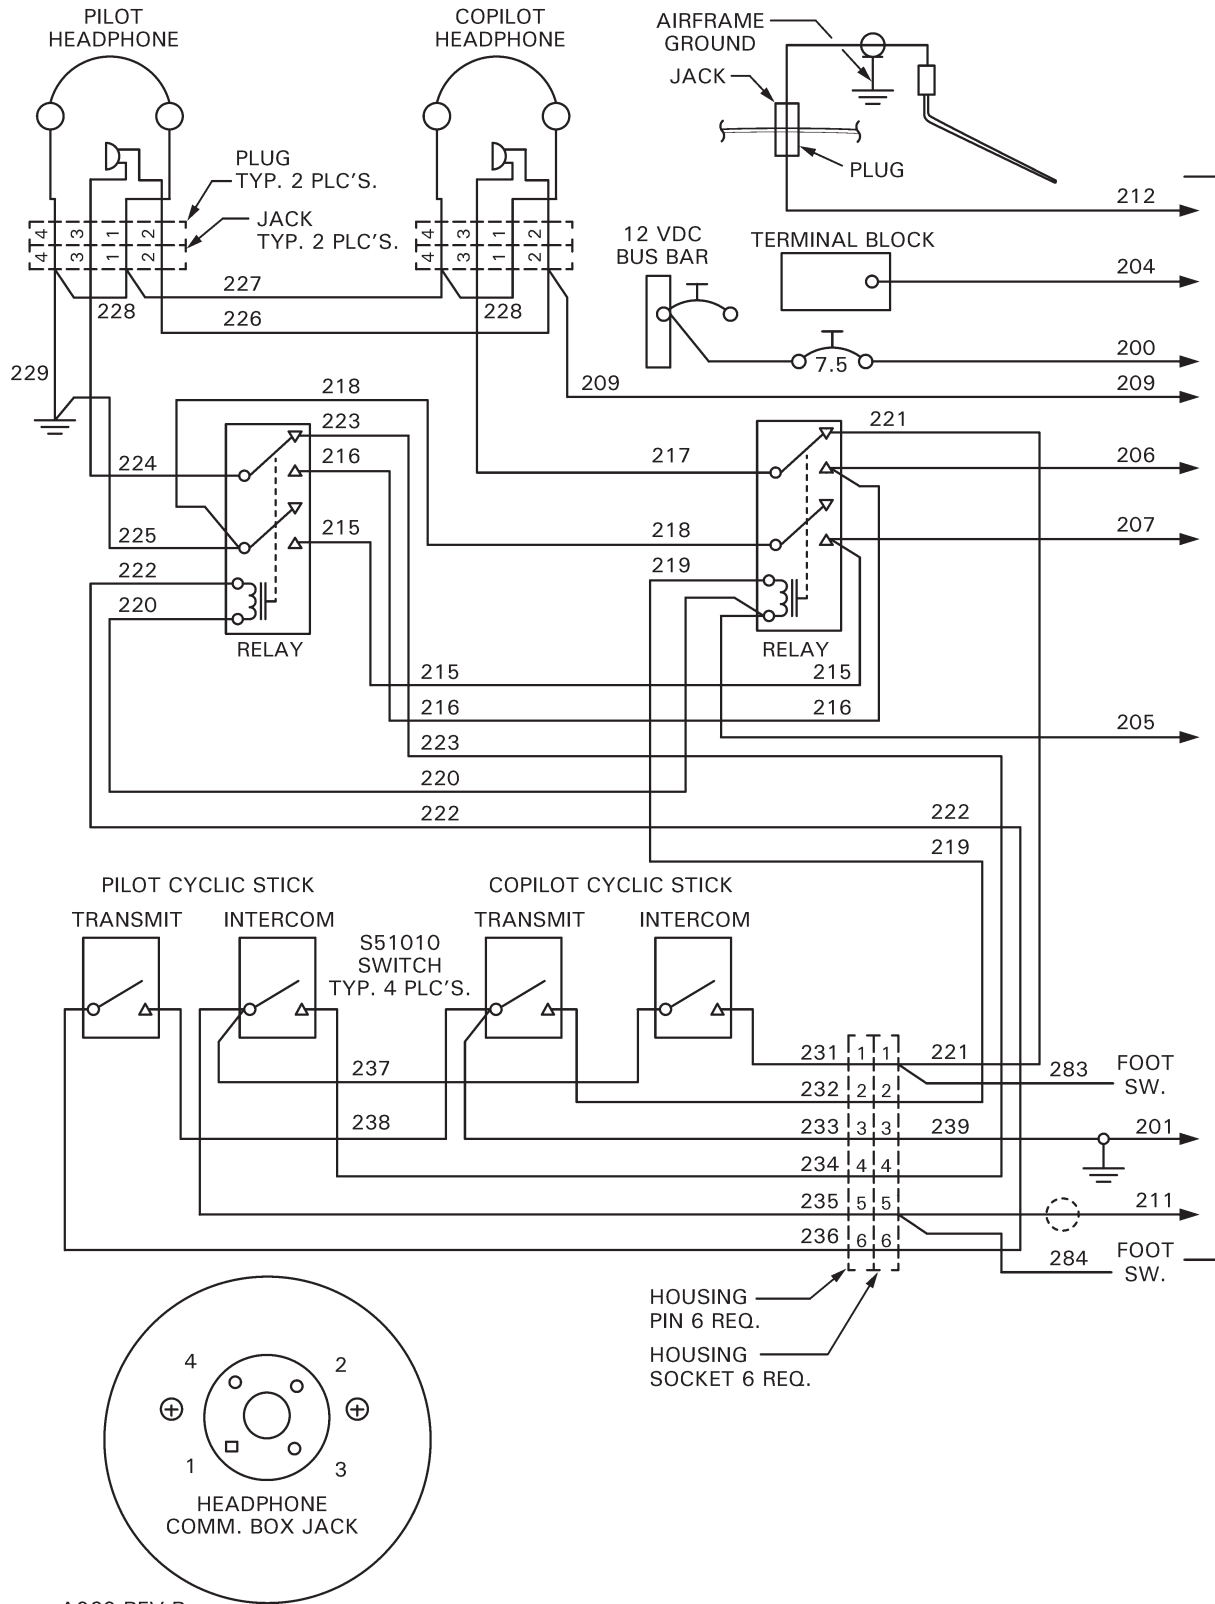 PILOT
HEADPHONE
COPILOT
HEADPHONE
AIRFRAME
GROUND
JACK
PLUG
212
PLUG
TYP. 2 PLC'S.
JACK
TYP. 2 PLC'S.
4 3 1 2
4 3 1 2
4 3 1 2
4 3 1 2
12 VDC
BUS BAR
TERMINAL BLOCK
204
227
228
226
228
229
7.5
200
209
209
218
223
216
224
215
225
222
220
RELAY
221
217
206
218
207
219
RELAY
215
215
216
216
205
223
220
222
222
219
PILOT CYCLIC STICK
COPILOT CYCLIC STICK
TRANSMIT
INTERCOM
TRANSMIT
INTERCOM
S51010
SWITCH
TYP. 4 PLC'S.
237
238
231 1 1 221
283 FOOT
SW.
232 2 2
233 3 3 239
201
234 4 4
235 5 5
211
236 6 6
284 FOOT
SW.
HOUSING
PIN 6 REQ.
HOUSING
SOCKET 6 REQ.
4 2
1 3
HEADPHONE
COMM. BOX JACK